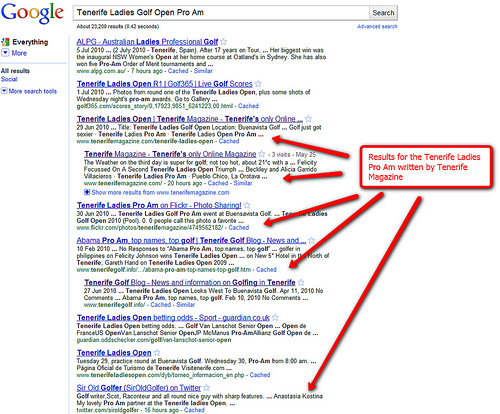 Google
Tenerife Ladies Golf Open Pro Am
Search
About 23,200 results (0.42 seconds)
Advanced search
Everything
More
All results
Social
More search tools
ALPG - Australian Ladies Professional Golf
5 Jul 2010 ... (2 July 2010 - Tenerife, Spain). After 17 years on Tour, ... Her biggest win was
the inaugural NSW Women's Open at her home course at Oatland's in Sydney. She has also
won five Pro-Am Order of Merit tournaments and ...
www.alpg.com.au/ - 7 hours ago - Cached - Similar
Tenerife Ladies Open R1 | Golf365 | Live Golf Scores
1 Jul 2010 ... Photos from round one of the Tenerife Ladies Open, plus some shots of
Wednesday night's pro-am awards. Go to Gallery ...
golf365.com/scores_story/0,17923,9851_6241223,00.html - Cached
Tenerife Ladies Open | Tenerife Magazine - Tenerife's only Online ...
29 Jun 2010 ... Title: Tenerife Ladies Golf Open Location: Buenavista Golf ... Golf just got
sexier · Tenerife Ladies Pro Am · Tenerife Ladies Open Pro Am ...
www.tenerifemagazine.com/tenerife-ladies-open - Cached
Tenerife Magazine - Tenerife's only Online Magazine - 3 visits - May 25
The Weather on the third day is super for golf; not too hot, about 21°c with a ... Felicity
Focussed On A Second Tenerife Open Triumph ... Beckley and Alicia Garrido
Villacieros · Tenerife Ladies Pro Am · Pueblo Chico, La Orotava ...
www.tenerifemagazine.com/ - 20 hours ago - Cached - Similar
Show more results from www.tenerifemagazine.com
Tenerife Ladies Pro Am on Flickr - Photo Sharing!
30 Jun 2010 ... Tenerife Ladies Golf Pro Am event at Buenavista Golf. ... Tenerife Ladies Golf
Open 2010 (Pool). 0. 0 people call this photo a favorite ...
www.flickr.com/photos/tenerifemagazine/4749562182/ - Cached
Abama Pro Am, top names, top golf | Tenerife Golf Blog - News and ...
10 Feb 2010 ... No Responses to "Abama Pro Am, top names, top golf" ... golfer in
philippines on Felicity Johnson wins Tenerife Ladies Open ... on New 5* Hotel in the North of
Tenerife; Gareth Hand on Tenerife Ladies Open 2009 ...
www.tenerifegolf.info/.../abama-pro-am-top-names-top-golf.htm - Cached
Tenerife Golf Blog - News and information on Golfing in Tenerife
27 Jun 2010 ... Tenerife Ladies Open Looks West To Buenavista Golf. Apr 11, 2010 No
Comments ... Abama Pro Am, top names, top golf. Feb 10, 2010 No Comments ...
www.tenerifegolf.info/ - Cached - Similar
Tenerife Ladies Open betting odds - Sport - guardian.co.uk
Tenerife Ladies Open betting odds. ... Golf Van Lanschot Senior Open ... Open de
FranceUS OpenVan Lanschot Senior OpenJP McManus Pro-AmAllianz Golf Open de ...
guardian.oddschecker.com/golf/van-lanschot-senior-open
Tenerife Ladies Open
Tuesday 29, practice round at Buenavista Golf. Wednesday 30, Pro-Am from 8:00 am. ...
Página Oficial de Turismo de Tenerife Visitenerife.com ...
www.tenerifeladiesopen.com/dyb/torneo_informacion_en.php - Cached
Sir Old Golfer (SirOldGolfer) on Twitter
Golf writer,Scot, Raconteur and all round nice guy with sharp features. ... Anastasia Kostina
My lovely Pro Am partner at the Tenerife Ladies Open. ...
twitter.com/siroldgolfer - 16 hours ago - Cached
Results for the Tenerife Ladies
Pro Am written by Tenerife
Magazine